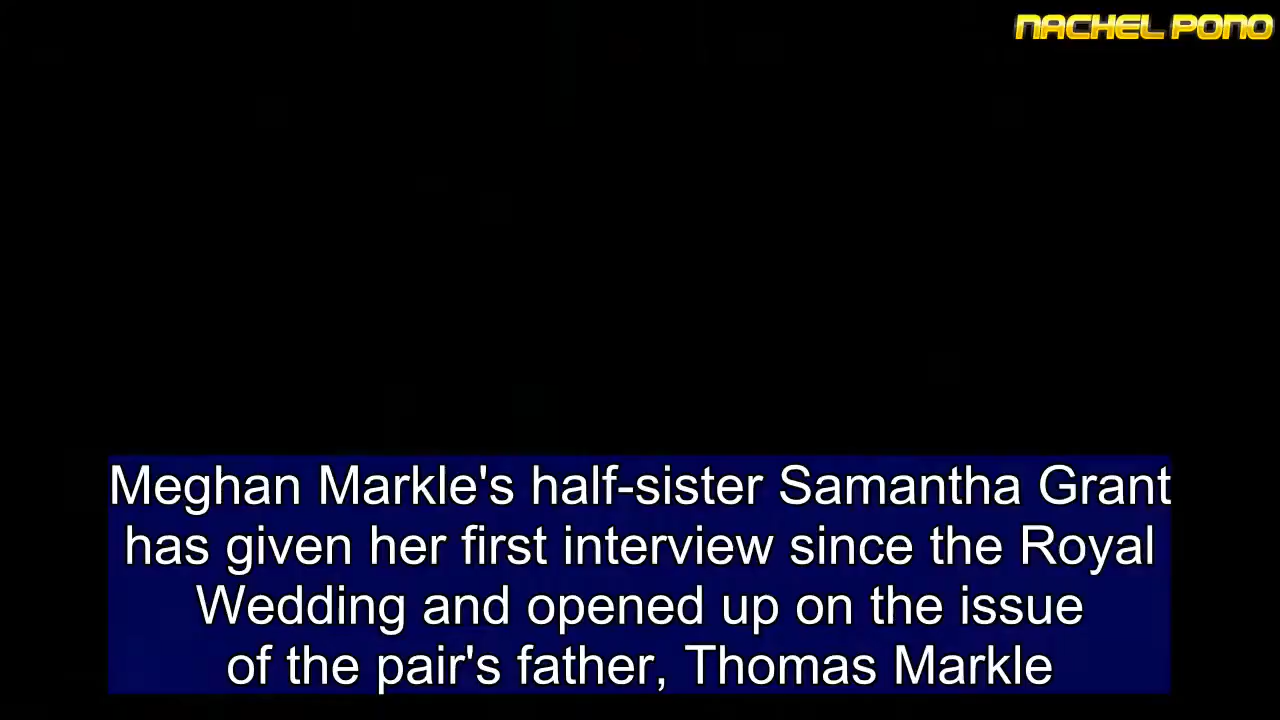 NACHEL PONO
Meghan Markle's half-sister Samantha Grant
has given her first interview since the Royal
Wedding and opened up on the issue
of the pair's father, Thomas Markle